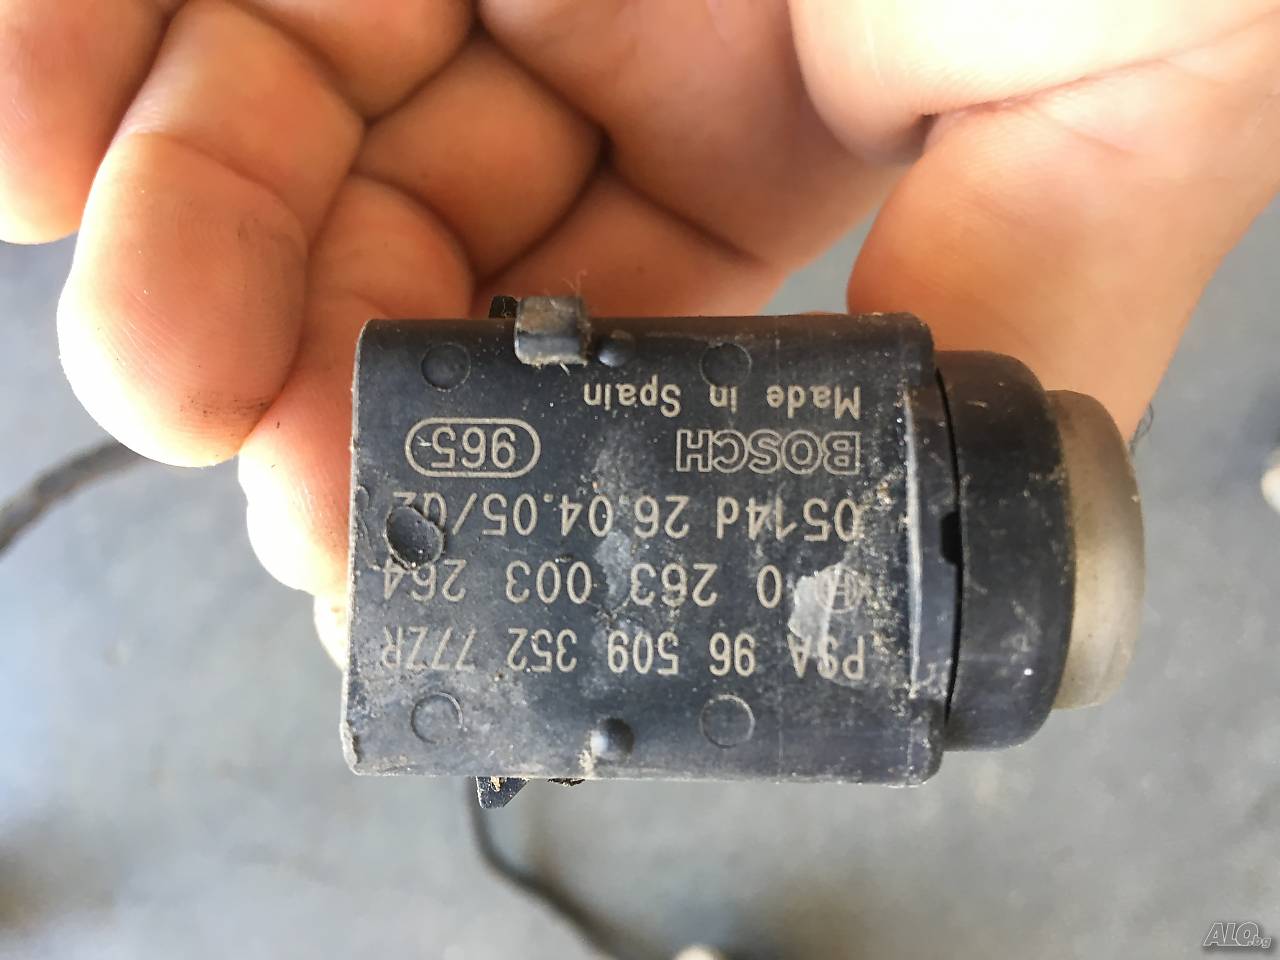 PSA 96 509 352 77ZR
0 263 003 264
0514d 26.04.05/02
BOSCH 965
Made in Spain
ALO.bg